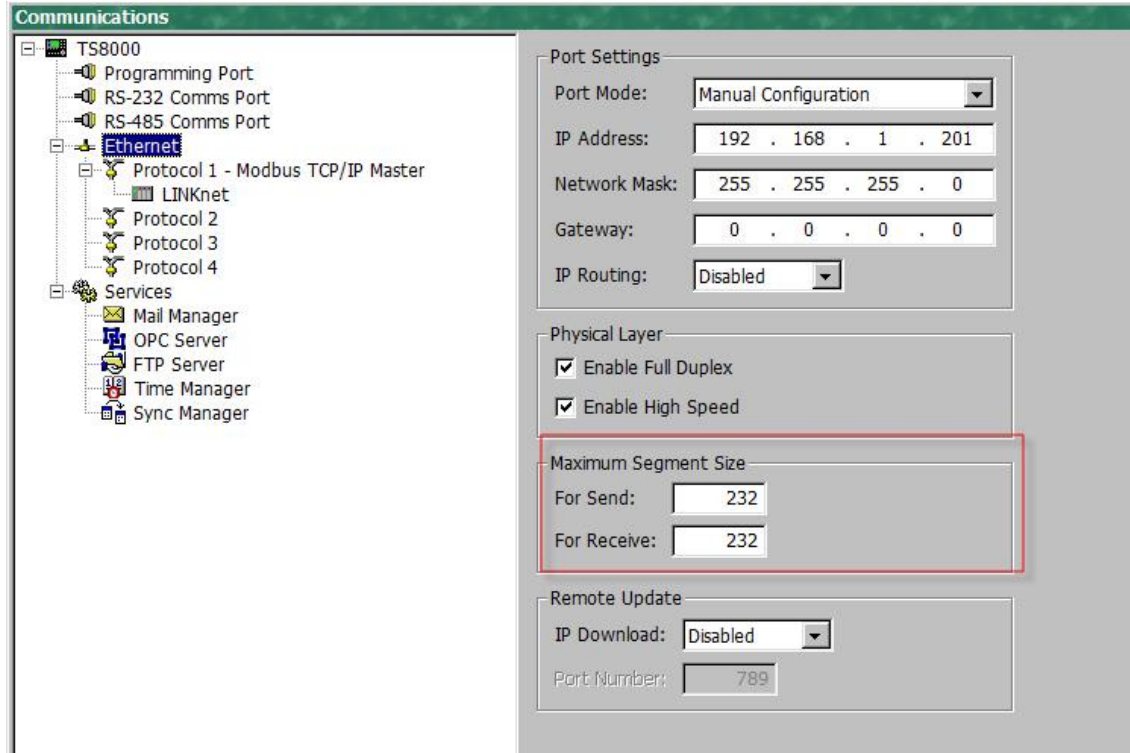 Communications
TS8000
Programming Port
RS-232 Comms Port
RS-485 Comms Port
Ethernet
Protocol 1 - Modbus TCP/IP Master
LINKnet
Protocol 2
Protocol 3
Protocol 4
Services
Mail Manager
OPC Server
FTP Server
Time Manager
Sync Manager
Port Settings
Port Mode: Manual Configuration
IP Address: 192 . 168 . 1 . 201
Network Mask: 255 . 255 . 255 . 0
Gateway: 0 . 0 . 0 . 0
IP Routing: Disabled
Physical Layer
Enable Full Duplex
Enable High Speed
Maximum Segment Size
For Send: 232
For Receive: 232
Remote Update
IP Download: Disabled
Port Number: 789